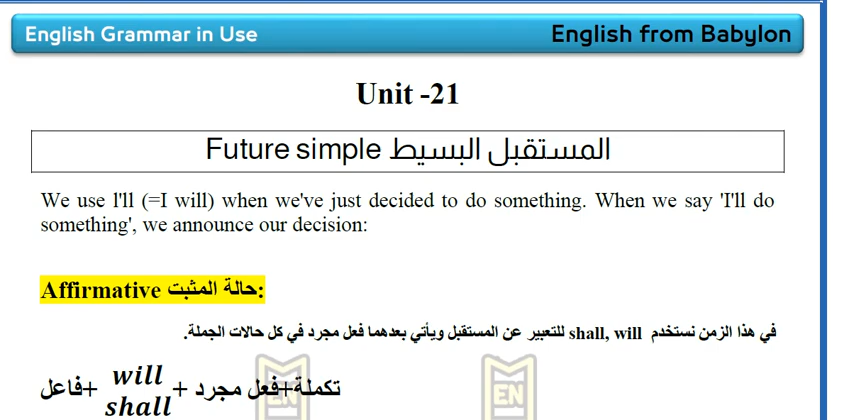 English Grammar in Use English from Babylon
Unit -21
Future simple المستقبل البسيط
We use l'll (=I will) when we've just decided to do something. When we say 'I'll do
something', we announce our decision:
Affirmative حالة المثبت:
في هذا الزمن نستخدم shall, will للتعبير عن المستقبل ويأتي بعدهما فعل مجرد في كل حالات الجملة.
فاعل+ will shall +تكملة+فعل مجرد
EN EN